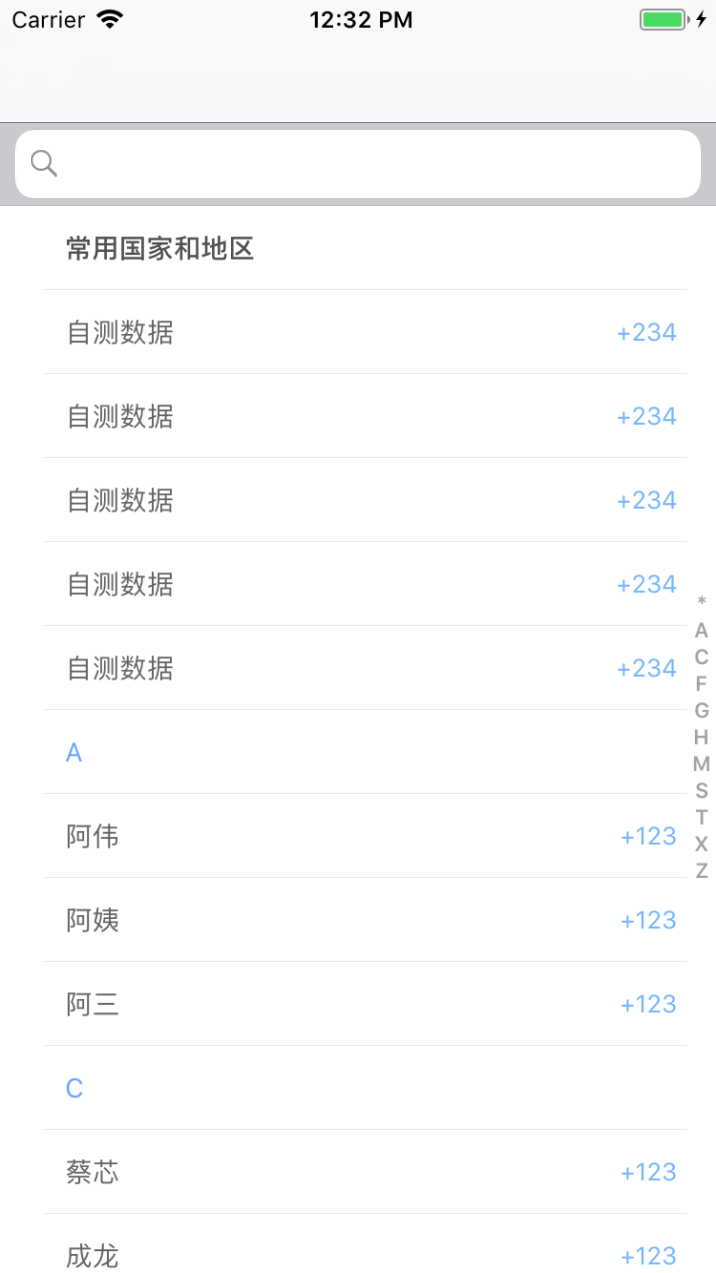 Carrier 12:32 PM
常用国家和地区
自测数据 +234
自测数据 +234
自测数据 +234
自测数据 +234
自测数据 +234
A
阿伟 +123
阿姨 +123
阿三 +123
C
蔡芯 +123
成龙 +123
*
A
C
F
G
H
M
S
T
X
Z